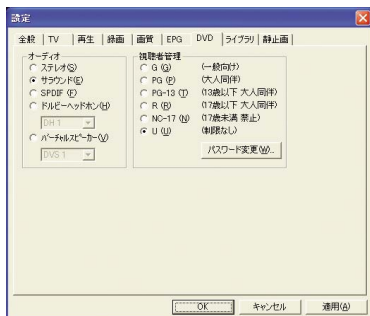 設定
全般 TV 再生 録画 画質 EPG DVD ライブラリ 静止画
オーディオ
ステレオ(S)
サラウンド(E)
SPDIF(F)
ドルビーヘッドホン(H)
DH 1
バーチャルスピーカー(V)
DVS 1
視聴者管理
G (G) (一般向け)
PG (P) (大人同伴)
PG-13 (T) (13歳以下 大人同伴)
R (R) (17歳以下 大人同伴)
NC-17 (N) (17歳未満 禁止)
U (U) (制限なし)
パスワード変更(W)...
OK キャンセル 適用(A)